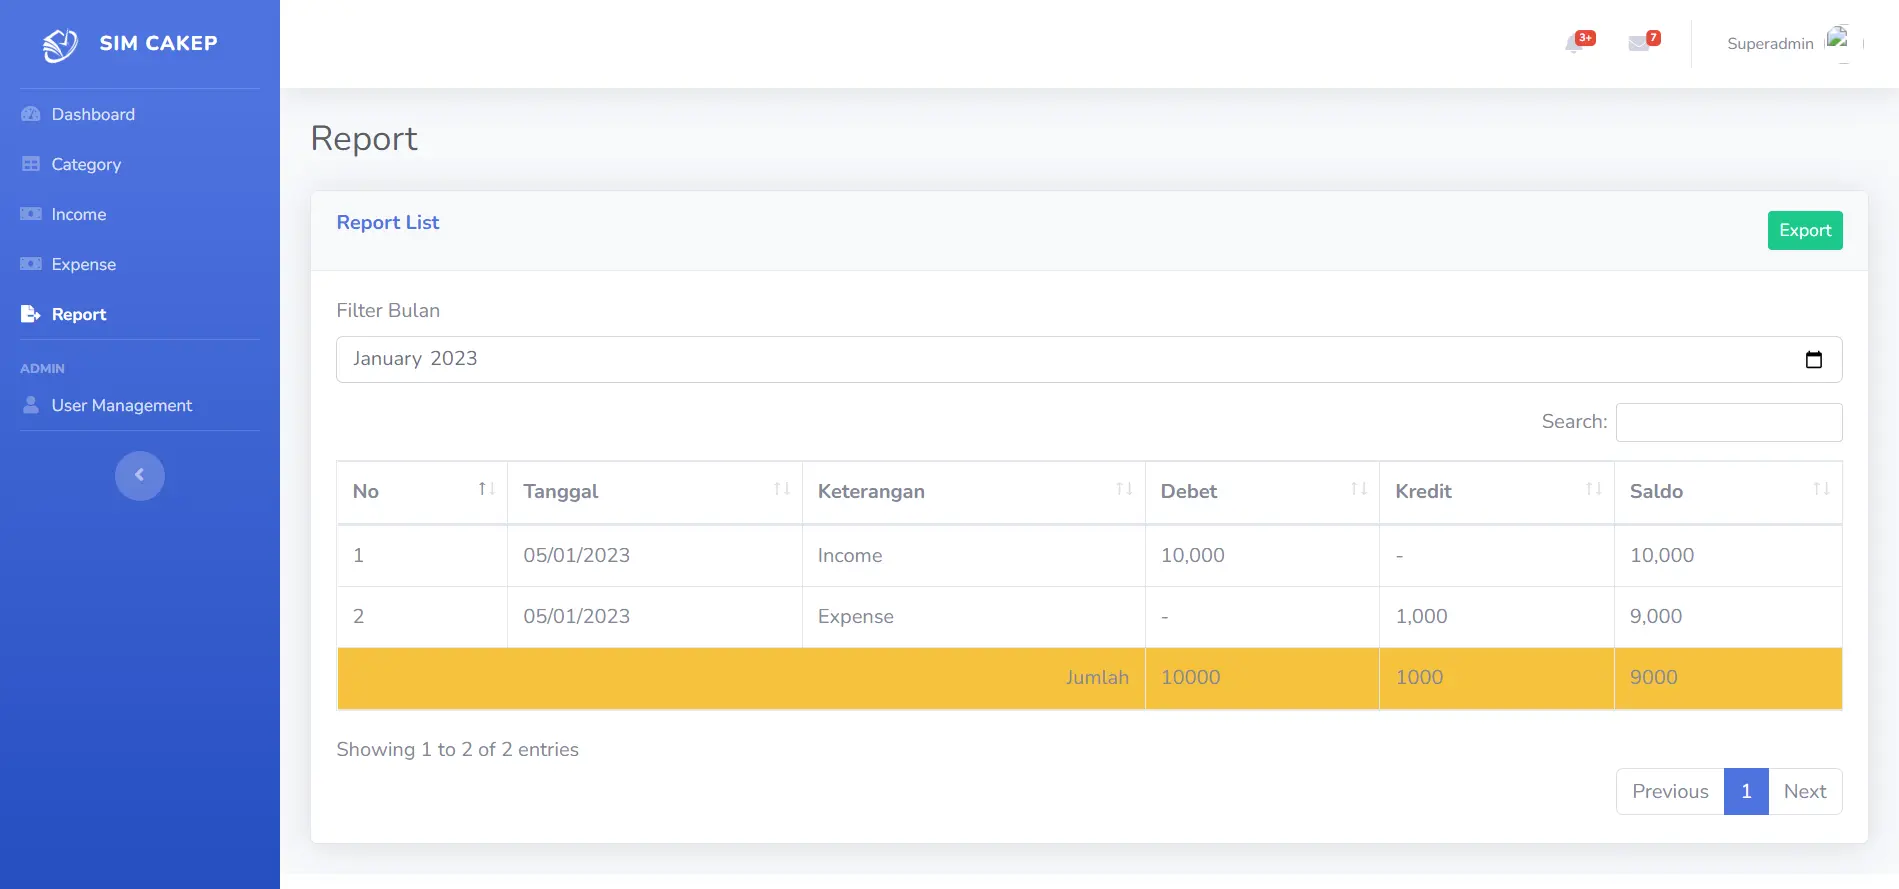 SIM CAKEP
3+
7
Superadmin
Dashboard
Category
Income
Expense
Report
ADMIN
User Management
Report
Report List
Export
Filter Bulan
January 2023
Search:
No Tanggal Keterangan Debet Kredit Saldo
1 05/01/2023 Income 10,000 - 10,000
2 05/01/2023 Expense - 1,000 9,000
Jumlah 10000 1000 9000
Showing 1 to 2 of 2 entries
Previous 1 Next